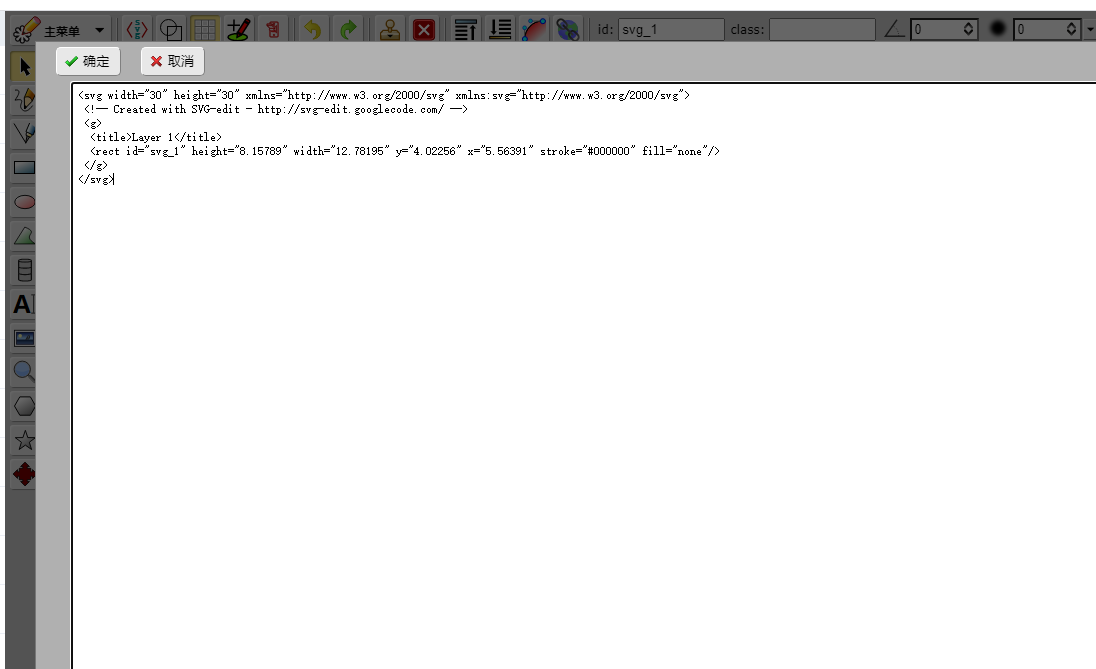 主菜单
id: svg_1 class: 0 0
确定 取消
<svg width="30" height="30" xmlns="http://www.w3.org/2000/svg" xmlns:svg="http://www.w3.org/2000/svg">
<!-- Created with SVG-edit - http://svg-edit.googlecode.com/ -->
<g>
<title>Layer 1</title>
<rect id="svg_1" height="8.15789" width="12.78195" y="4.02256" x="5.56391" stroke="#000000" fill="none"/>
</g>
</svg>
A